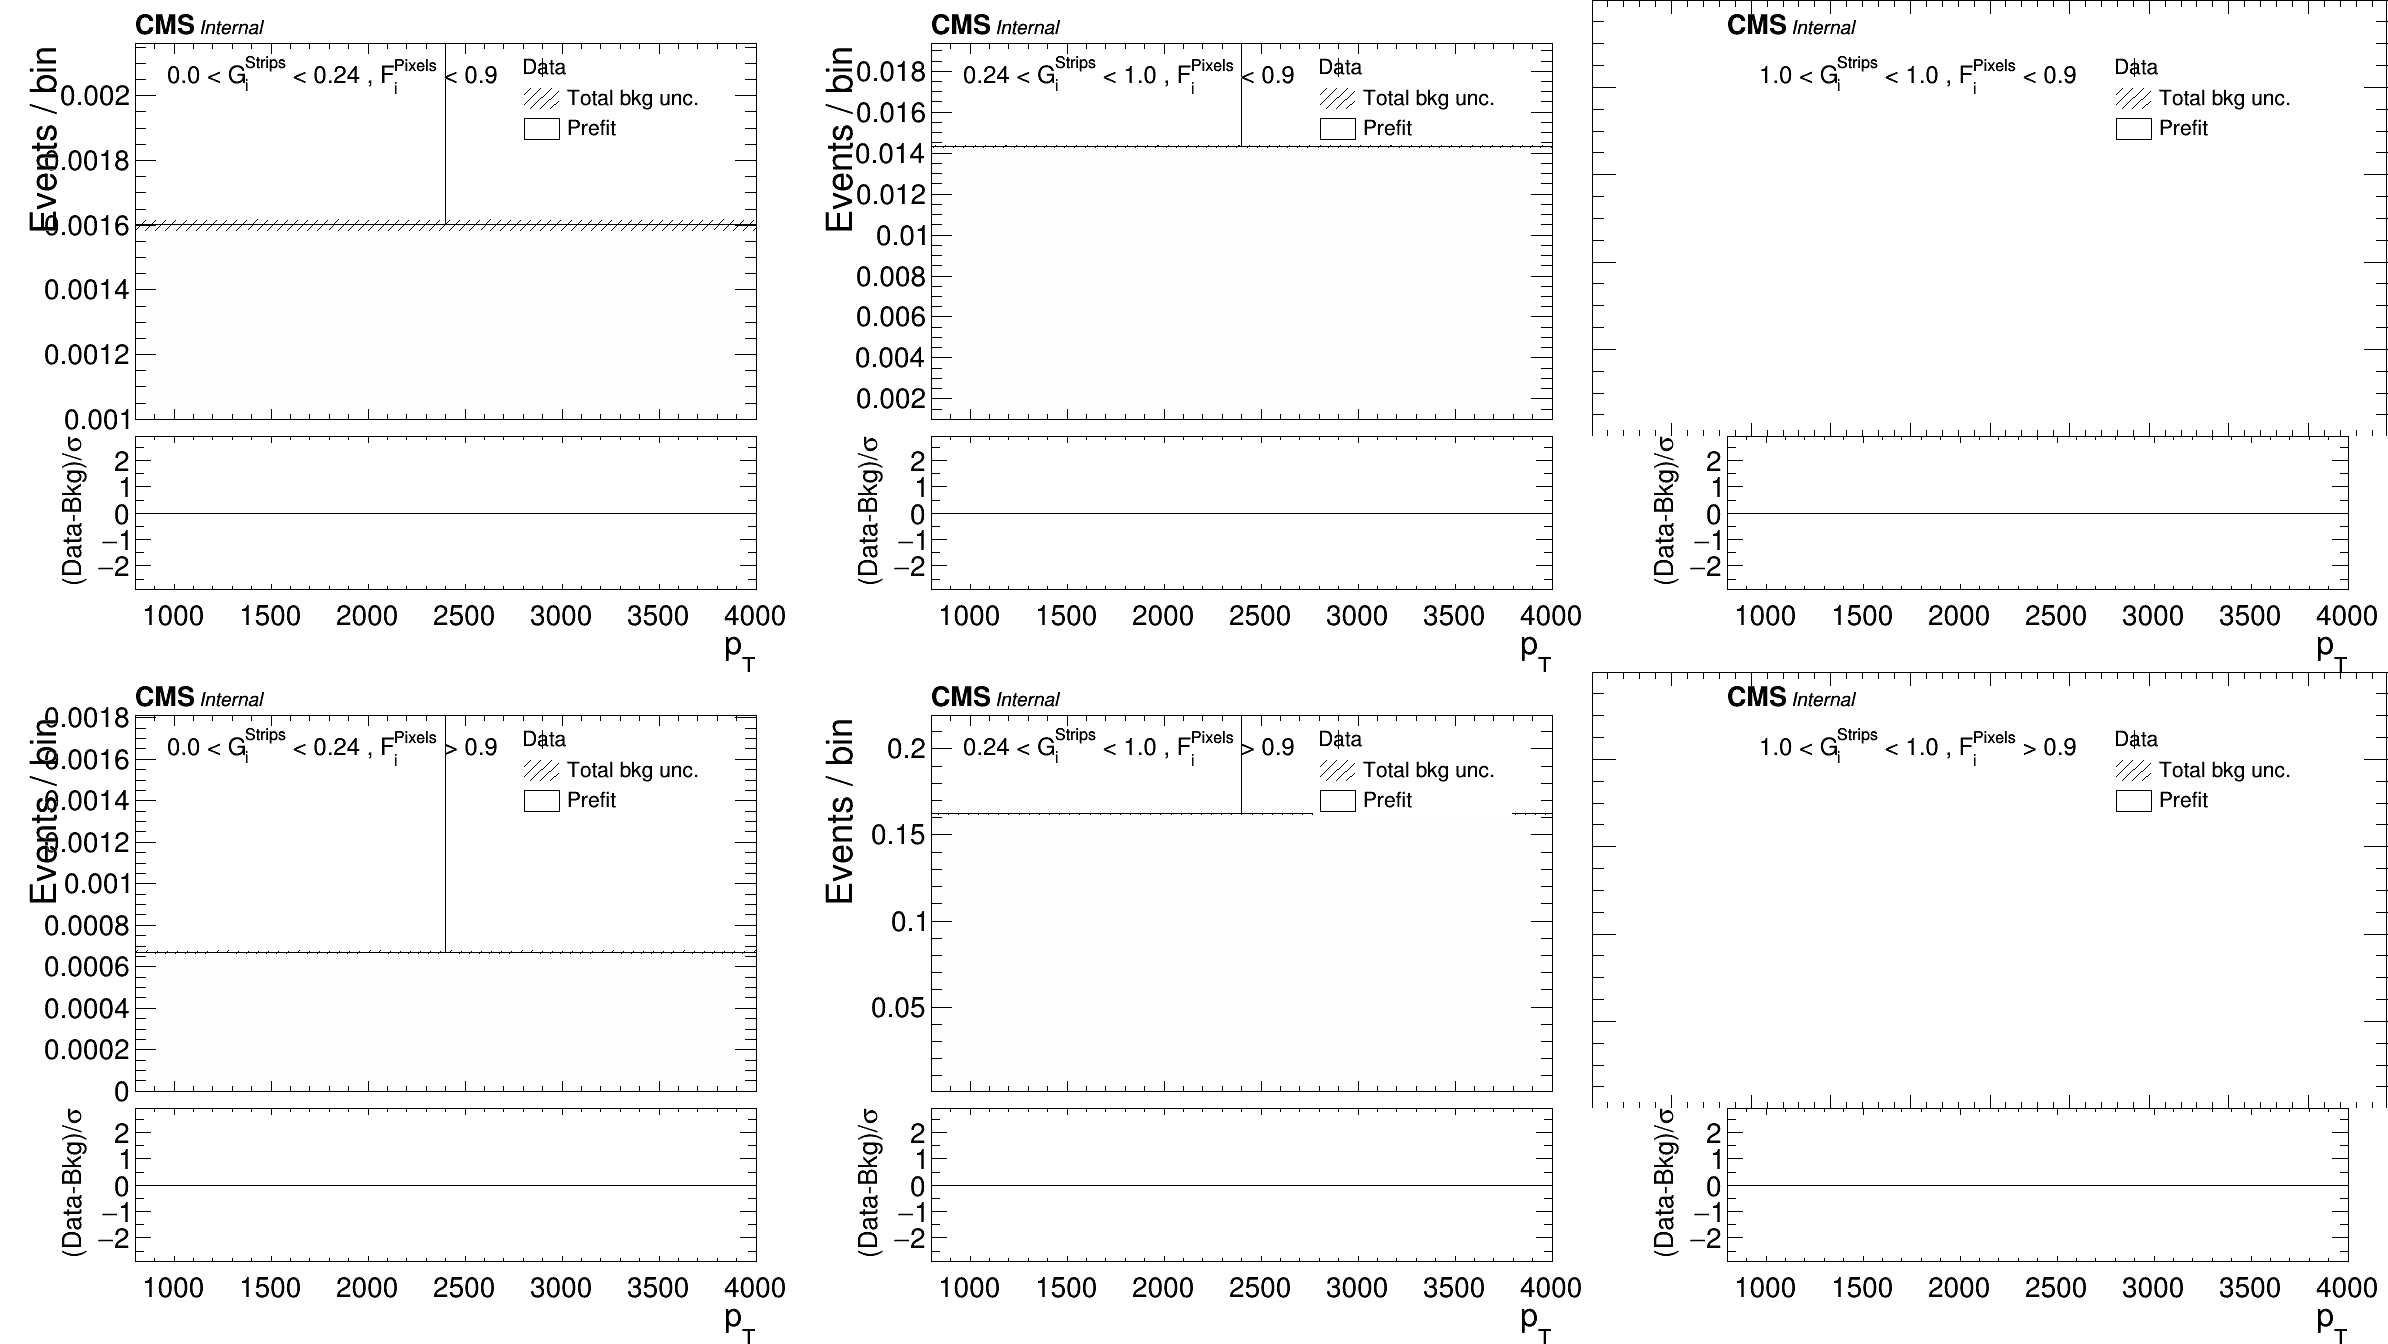 CMS Internal
Events / bin
0.0 < G_i^Strips < 0.24 , F_i^Pixels < 0.9
Data
Total bkg unc.
Prefit
0.002
0.0018
0.0016
0.0014
0.0012
0.001
(Data-Bkg)/σ
2
1
0
−1
−2
1000 1500 2000 2500 3000 3500 4000
p_T
CMS Internal
Events / bin
0.24 < G_i^Strips < 1.0 , F_i^Pixels < 0.9
Data
Total bkg unc.
Prefit
0.018
0.016
0.014
0.012
0.01
0.008
0.006
0.004
0.002
(Data-Bkg)/σ
2
1
0
−1
−2
1000 1500 2000 2500 3000 3500 4000
p_T
CMS Internal
1.0 < G_i^Strips < 1.0 , F_i^Pixels < 0.9
Data
Total bkg unc.
Prefit
(Data-Bkg)/σ
2
1
0
−1
−2
1000 1500 2000 2500 3000 3500 4000
p_T
CMS Internal
Events / bin
0.0 < G_i^Strips < 0.24 , F_i^Pixels > 0.9
Data
Total bkg unc.
Prefit
0.0018
0.0016
0.0014
0.0012
0.001
0.0008
0.0006
0.0004
0.0002
0
(Data-Bkg)/σ
2
1
0
−1
−2
1000 1500 2000 2500 3000 3500 4000
p_T
CMS Internal
Events / bin
0.24 < G_i^Strips < 1.0 , F_i^Pixels > 0.9
Data
Total bkg unc.
Prefit
0.2
0.15
0.1
0.05
(Data-Bkg)/σ
2
1
0
−1
−2
1000 1500 2000 2500 3000 3500 4000
p_T
CMS Internal
1.0 < G_i^Strips < 1.0 , F_i^Pixels > 0.9
Data
Total bkg unc.
Prefit
(Data-Bkg)/σ
2
1
0
−1
−2
1000 1500 2000 2500 3000 3500 4000
p_T